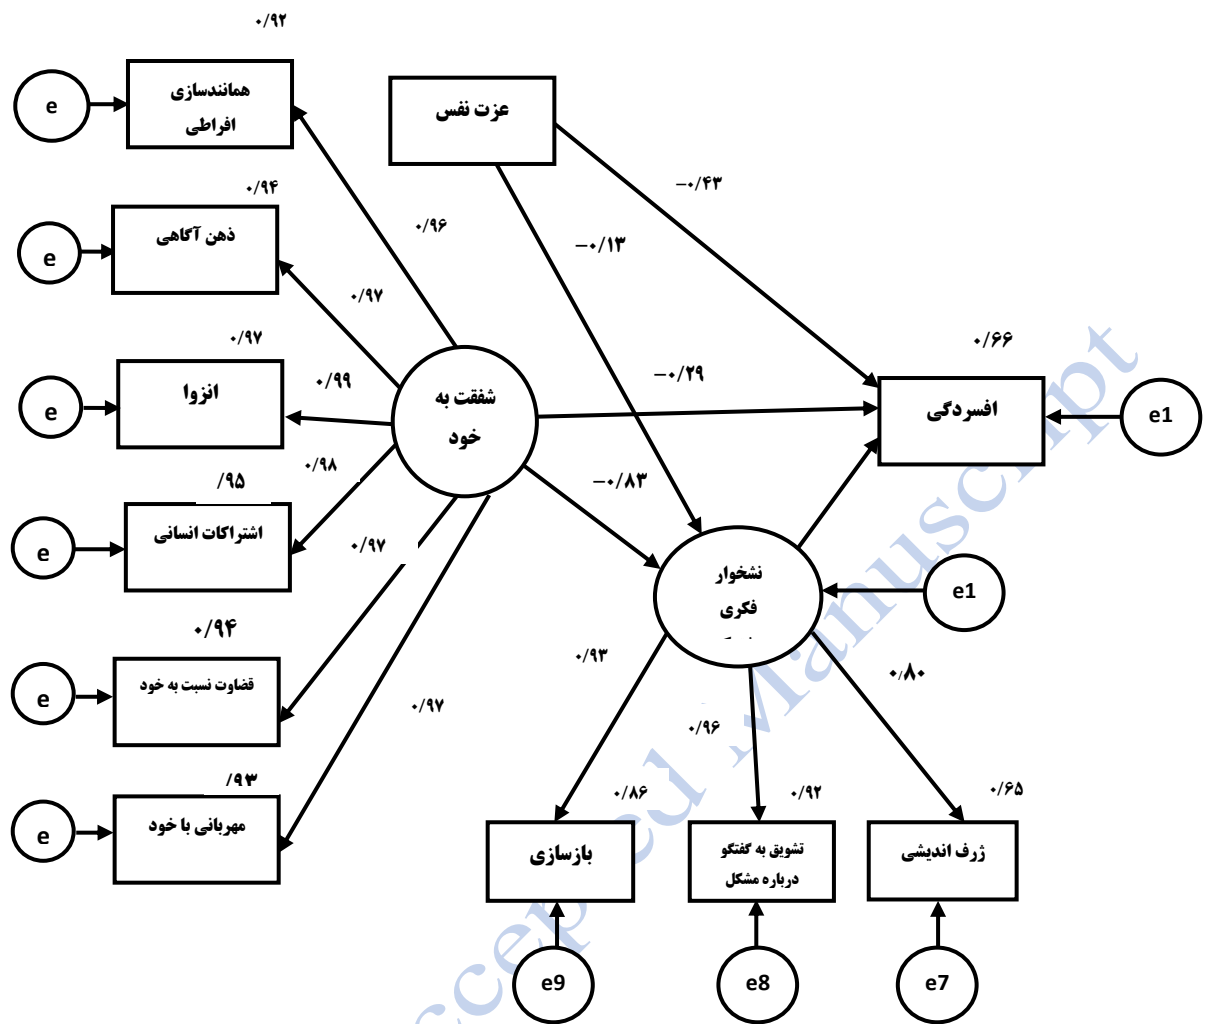 ۰/۹۲
همانندسازی
افراطی
e
عزت نفس
۰/۹۴
ذهن آگاهی
e
−۰/۴۳
۰/۹۶
−۰/۱۳
۰/۹۷
۰/۹۷
انزوا
e
۰/۹۹
شفقت به
خود
−۰/۲۹
۰/۶۶
افسردگی
e1
۰/۹۸
/۹۵
اشتراکات انسانی
e
−۰/۸۳
۰/۹۷
نشخوار
فکری
e1
۰/۹۴
قضاوت نسبت به خود
e
۰/۹۳
۰/۸۰
۰/۹۷
۰/۹۶
/۹۳
مهربانی با خود
e
۰/۸۶
۰/۹۲
۰/۶۵
بازسازی
تشویق به گفتگو
درباره مشکل
ژرف اندیشی
e9
e8
e7
Accepted Manuscript